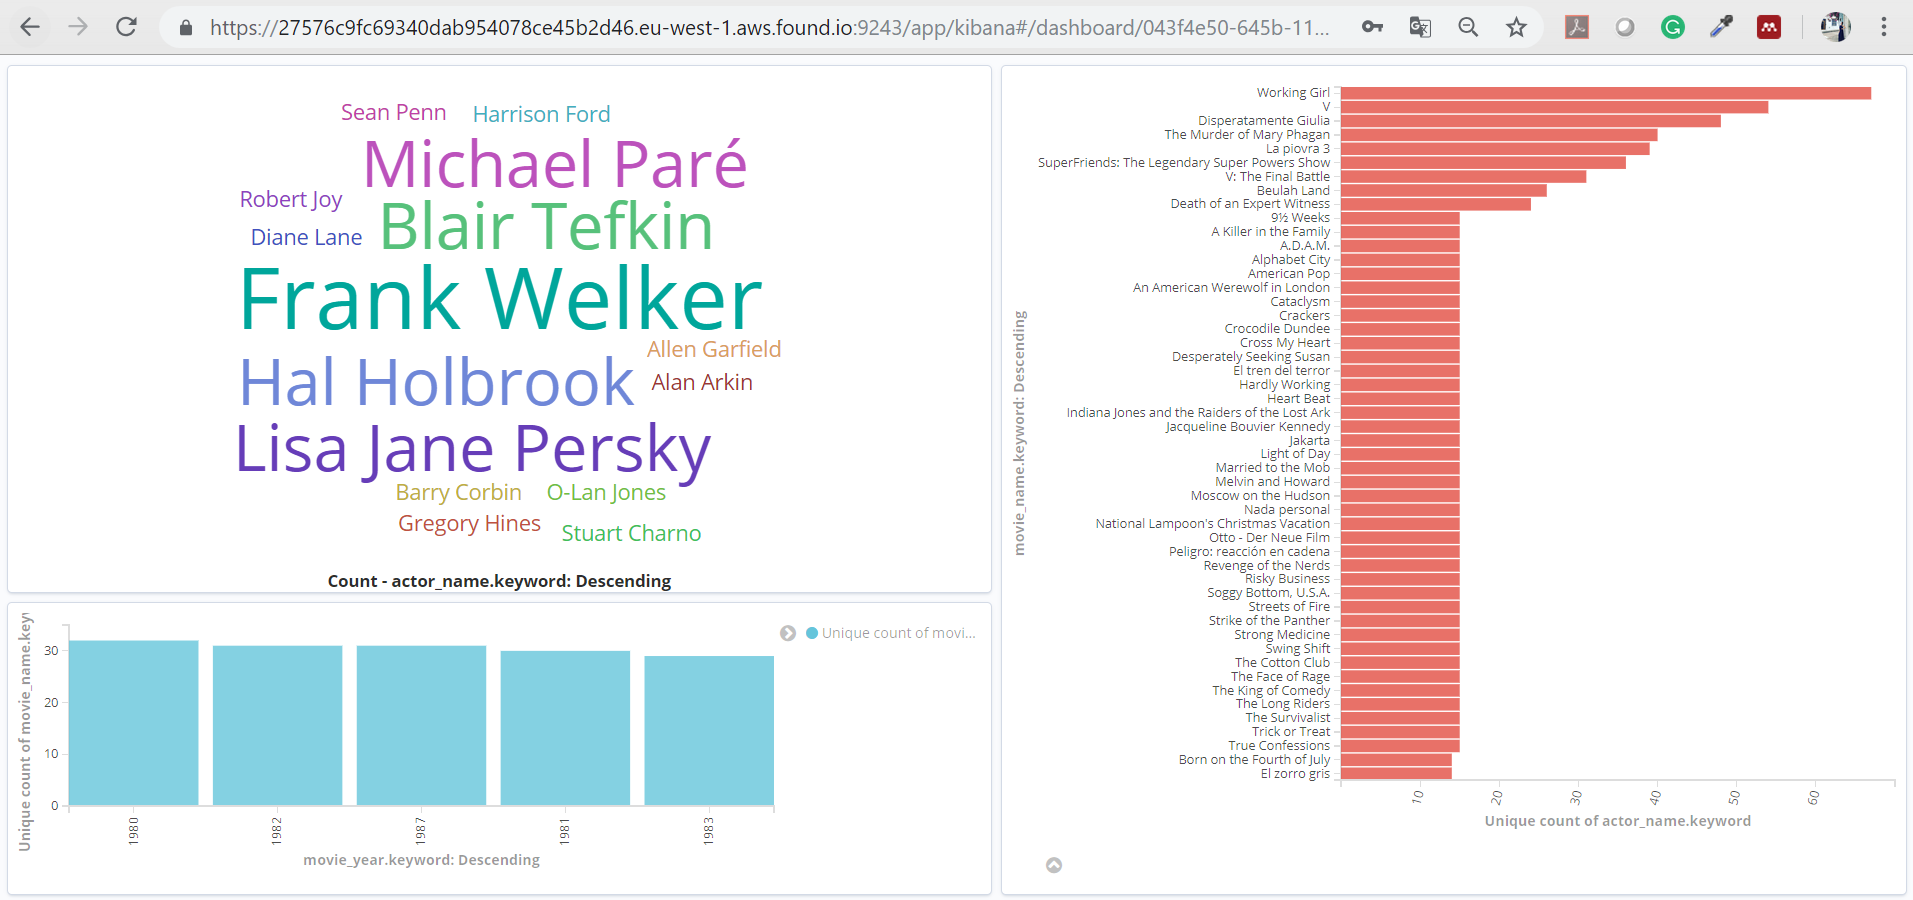 https://27576c9fc69340dab954078ce45b2d46.eu-west-1.aws.found.io:9243/app/kibana#/dashboard/043f4e50-645b-11...
Sean Penn
Harrison Ford
Michael Paré
Robert Joy
Blair Tefkin
Diane Lane
Frank Welker
Allen Garfield
Hal Holbrook
Alan Arkin
Lisa Jane Persky
Barry Corbin
O-Lan Jones
Gregory Hines
Stuart Charno
Count - actor_name.keyword: Descending
Unique count of movie_name.key
30
20
10
0
1980
1982
1987
1981
1983
movie_year.keyword: Descending
Unique count of movi...
movie_name.keyword: Descending
Working Girl
V
Disperatamente Giulia
The Murder of Mary Phagan
La piovra 3
SuperFriends: The Legendary Super Powers Show
V: The Final Battle
Beulah Land
Death of an Expert Witness
9½ Weeks
A Killer in the Family
A.D.A.M.
Alphabet City
American Pop
An American Werewolf in London
Cataclysm
Crackers
Crocodile Dundee
Cross My Heart
Desperately Seeking Susan
El tren del terror
Hardly Working
Heart Beat
Indiana Jones and the Raiders of the Lost Ark
Jacqueline Bouvier Kennedy
Jakarta
Light of Day
Married to the Mob
Melvin and Howard
Moscow on the Hudson
Nada personal
National Lampoon's Christmas Vacation
Otto - Der Neue Film
Peligro: reacción en cadena
Revenge of the Nerds
Risky Business
Soggy Bottom, U.S.A.
Streets of Fire
Strike of the Panther
Strong Medicine
Swing Shift
The Cotton Club
The Face of Rage
The King of Comedy
The Long Riders
The Survivalist
Trick or Treat
True Confessions
Born on the Fourth of July
El zorro gris
10
20
30
40
50
60
Unique count of actor_name.keyword